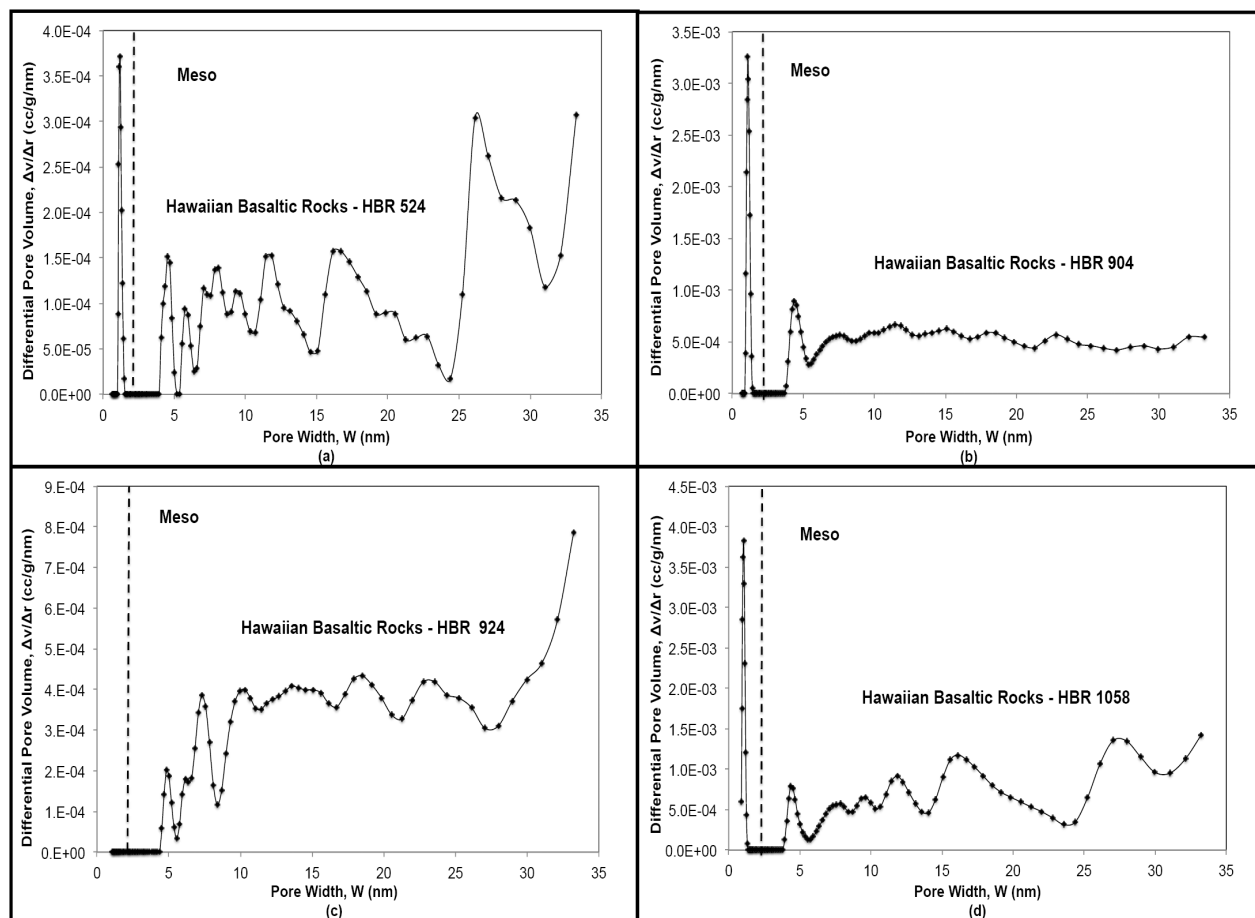 4.0E-04
3.5E-04
3.0E-04
2.5E-04
2.0E-04
1.5E-04
1.0E-04
5.0E-05
0.0E+00
Differential Pore Volume, Δv/Δr (cc/g/nm)
Meso
Hawaiian Basaltic Rocks - HBR 524
0 5 10 15 20 25 30 35
Pore Width, W (nm)
(a)
3.5E-03
3.0E-03
2.5E-03
2.0E-03
1.5E-03
1.0E-03
5.0E-04
0.0E+00
Differential Pore Volume, Δv/Δr (cc/g/nm)
Meso
Hawaiian Basaltic Rocks - HBR 904
0 5 10 15 20 25 30 35
Pore Width, W (nm)
(b)
9.E-04
8.E-04
7.E-04
6.E-04
5.E-04
4.E-04
3.E-04
2.E-04
1.E-04
0.E+00
Differential Pore Volume, Δv/Δr (cc/g/nm)
Meso
Hawaiian Basaltic Rocks - HBR 924
0 5 10 15 20 25 30 35
Pore Width, W (nm)
(c)
4.5E-03
4.0E-03
3.5E-03
3.0E-03
2.5E-03
2.0E-03
1.5E-03
1.0E-03
5.0E-04
0.0E+00
Differential Pore Volume, Δv/Δr (cc/g/nm)
Meso
Hawaiian Basaltic Rocks - HBR 1058
0 5 10 15 20 25 30 35
Pore Width, W (nm)
(d)